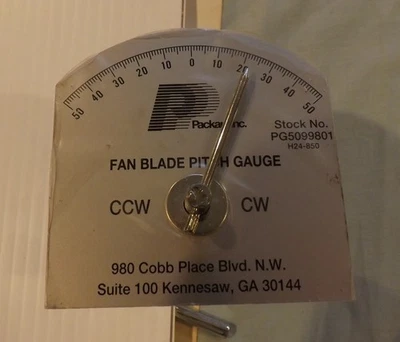 50 40 30 20 10 0 10 20 30 40 50
Packard Inc.
Stock No.
PG5099801
H24-850
FAN BLADE PITCH GAUGE
CCW CW
980 Cobb Place Blvd. N.W.
Suite 100 Kennesaw, GA 30144